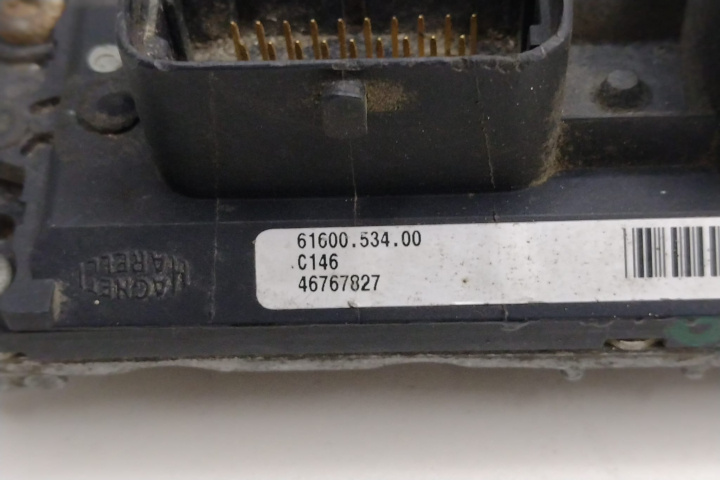 61600.534.00
C146
46767827
MAGNETI
MARELLI